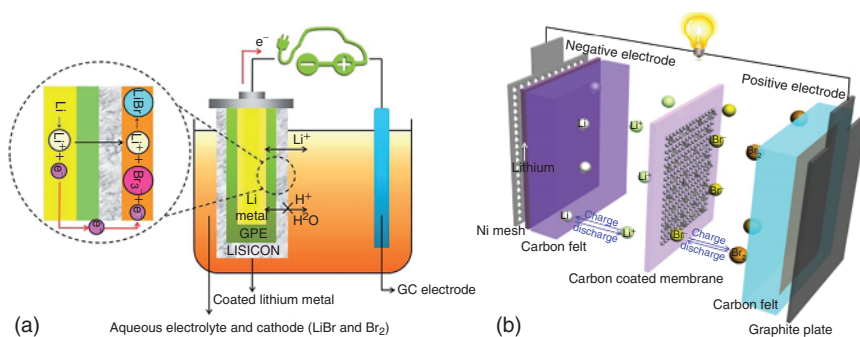 e⁻
Li
Li⁺
+
e
LiBr
Li⁺
+
Br₃⁻
+
e⁻
e⁻
Li⁺
H⁺
H²O
Li
metal
GPE
LISICON
Coated lithium metal
GC electrode
Aqueous electrolyte and cathode (LiBr and Br₂)
(a)
Negative electrode
Positive electrode
Li
Li⁺
Br⁻
Br₂
Lithium
Li⁺
Br⁻
Li
Charge
discharge
Li⁺
Br⁻
Charge
discharge
Br₂
Ni mesh
Carbon felt
Carbon coated membrane
Carbon felt
Graphite plate
(b)